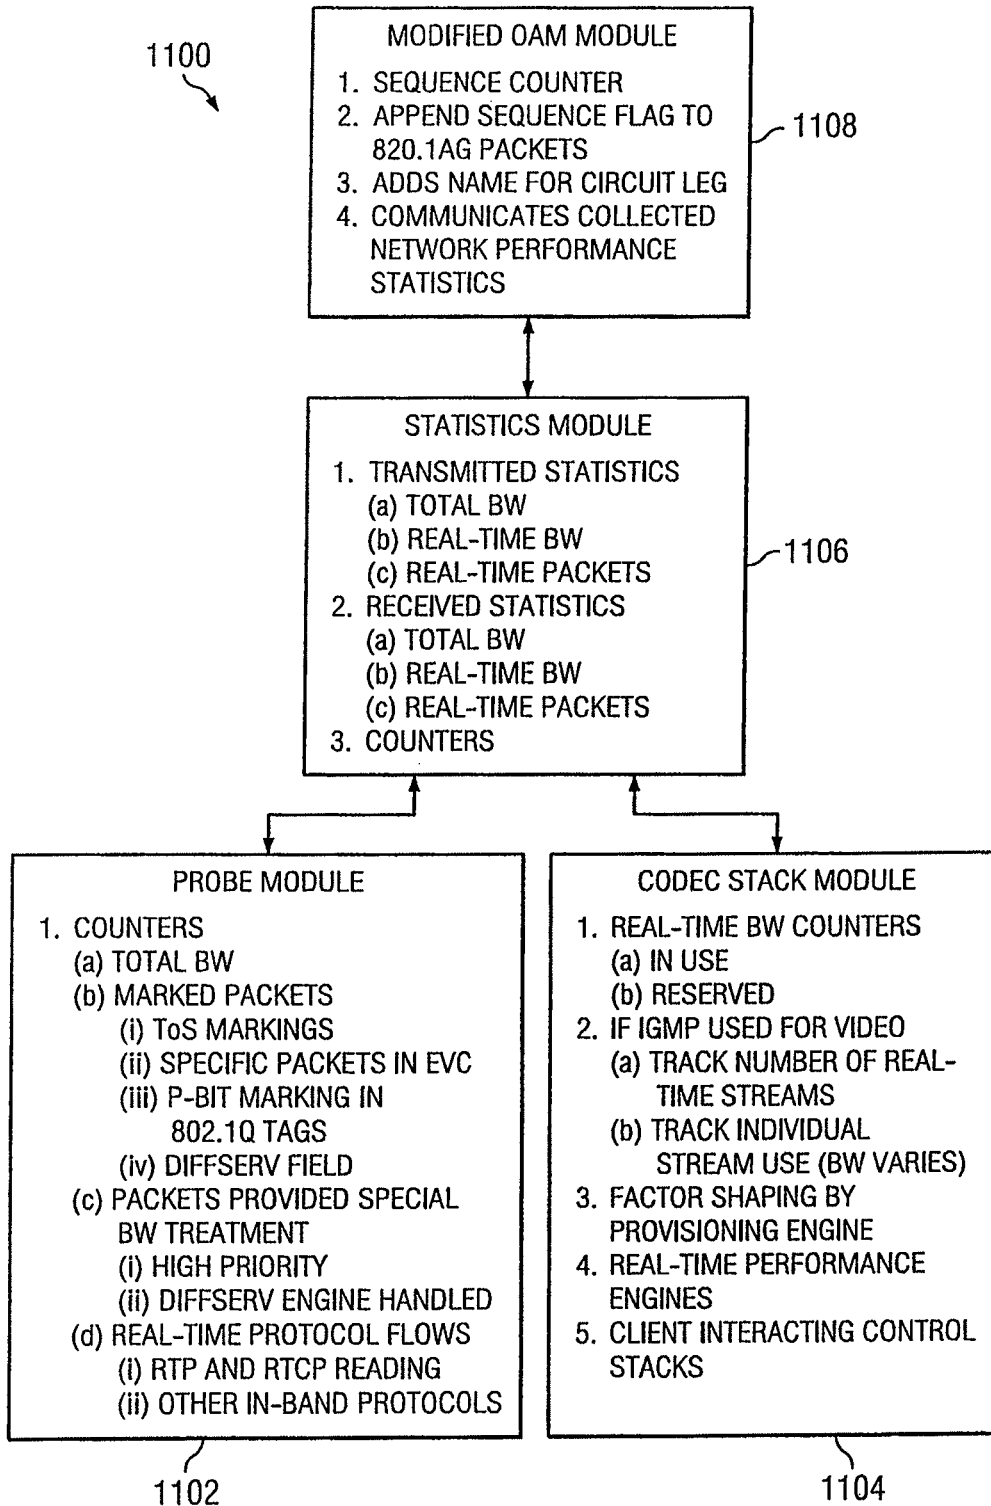 1100
MODIFIED OAM MODULE
1. SEQUENCE COUNTER
2. APPEND SEQUENCE FLAG TO
820.1AG PACKETS
3. ADDS NAME FOR CIRCUIT LEG
4. COMMUNICATES COLLECTED
NETWORK PERFORMANCE
STATISTICS
1108
STATISTICS MODULE
1. TRANSMITTED STATISTICS
(a) TOTAL BW
(b) REAL-TIME BW
(c) REAL-TIME PACKETS
2. RECEIVED STATISTICS
(a) TOTAL BW
(b) REAL-TIME BW
(c) REAL-TIME PACKETS
3. COUNTERS
1106
PROBE MODULE
1. COUNTERS
(a) TOTAL BW
(b) MARKED PACKETS
(i) ToS MARKINGS
(ii) SPECIFIC PACKETS IN EVC
(iii) P-BIT MARKING IN
802.1Q TAGS
(iv) DIFFSERV FIELD
(c) PACKETS PROVIDED SPECIAL
BW TREATMENT
(i) HIGH PRIORITY
(ii) DIFFSERV ENGINE HANDLED
(d) REAL-TIME PROTOCOL FLOWS
(i) RTP AND RTCP READING
(ii) OTHER IN-BAND PROTOCOLS
1102
CODEC STACK MODULE
1. REAL-TIME BW COUNTERS
(a) IN USE
(b) RESERVED
2. IF IGMP USED FOR VIDEO
(a) TRACK NUMBER OF REAL-
TIME STREAMS
(b) TRACK INDIVIDUAL
STREAM USE (BW VARIES)
3. FACTOR SHAPING BY
PROVISIONING ENGINE
4. REAL-TIME PERFORMANCE
ENGINES
5. CLIENT INTERACTING CONTROL
STACKS
1104